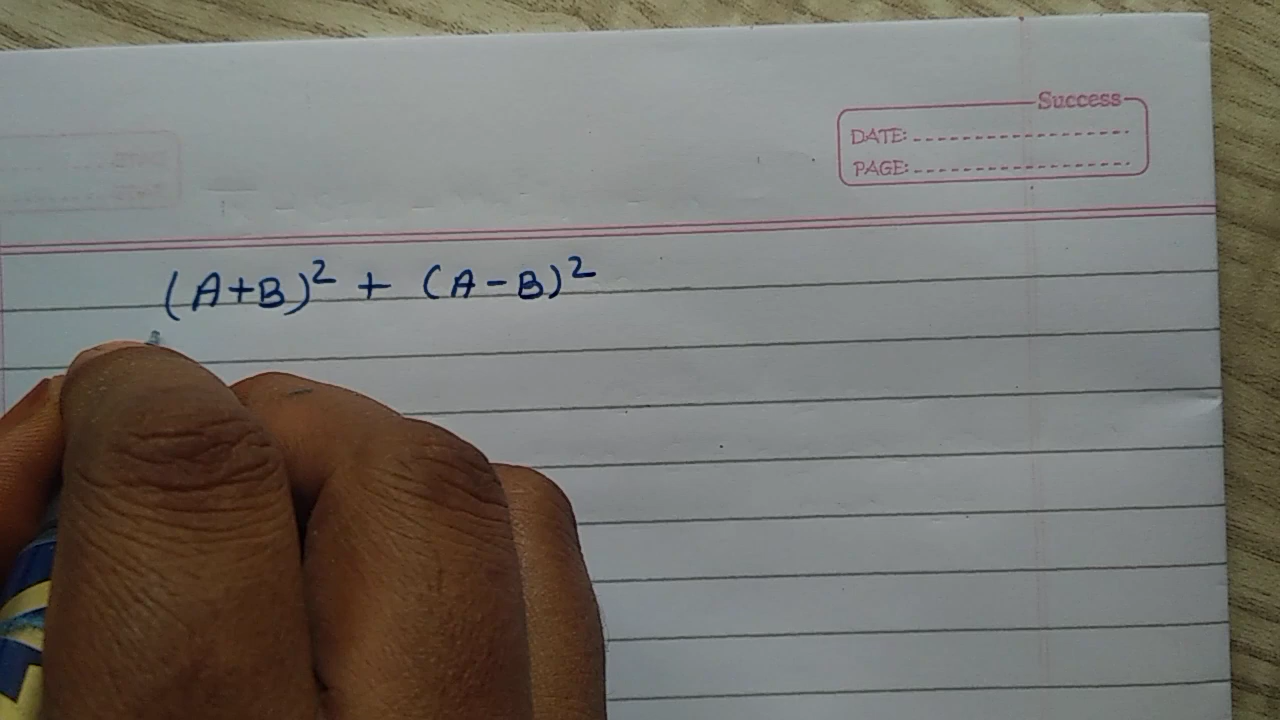 Success
DATE:
PAGE:
(A+B)² + (A-B)²